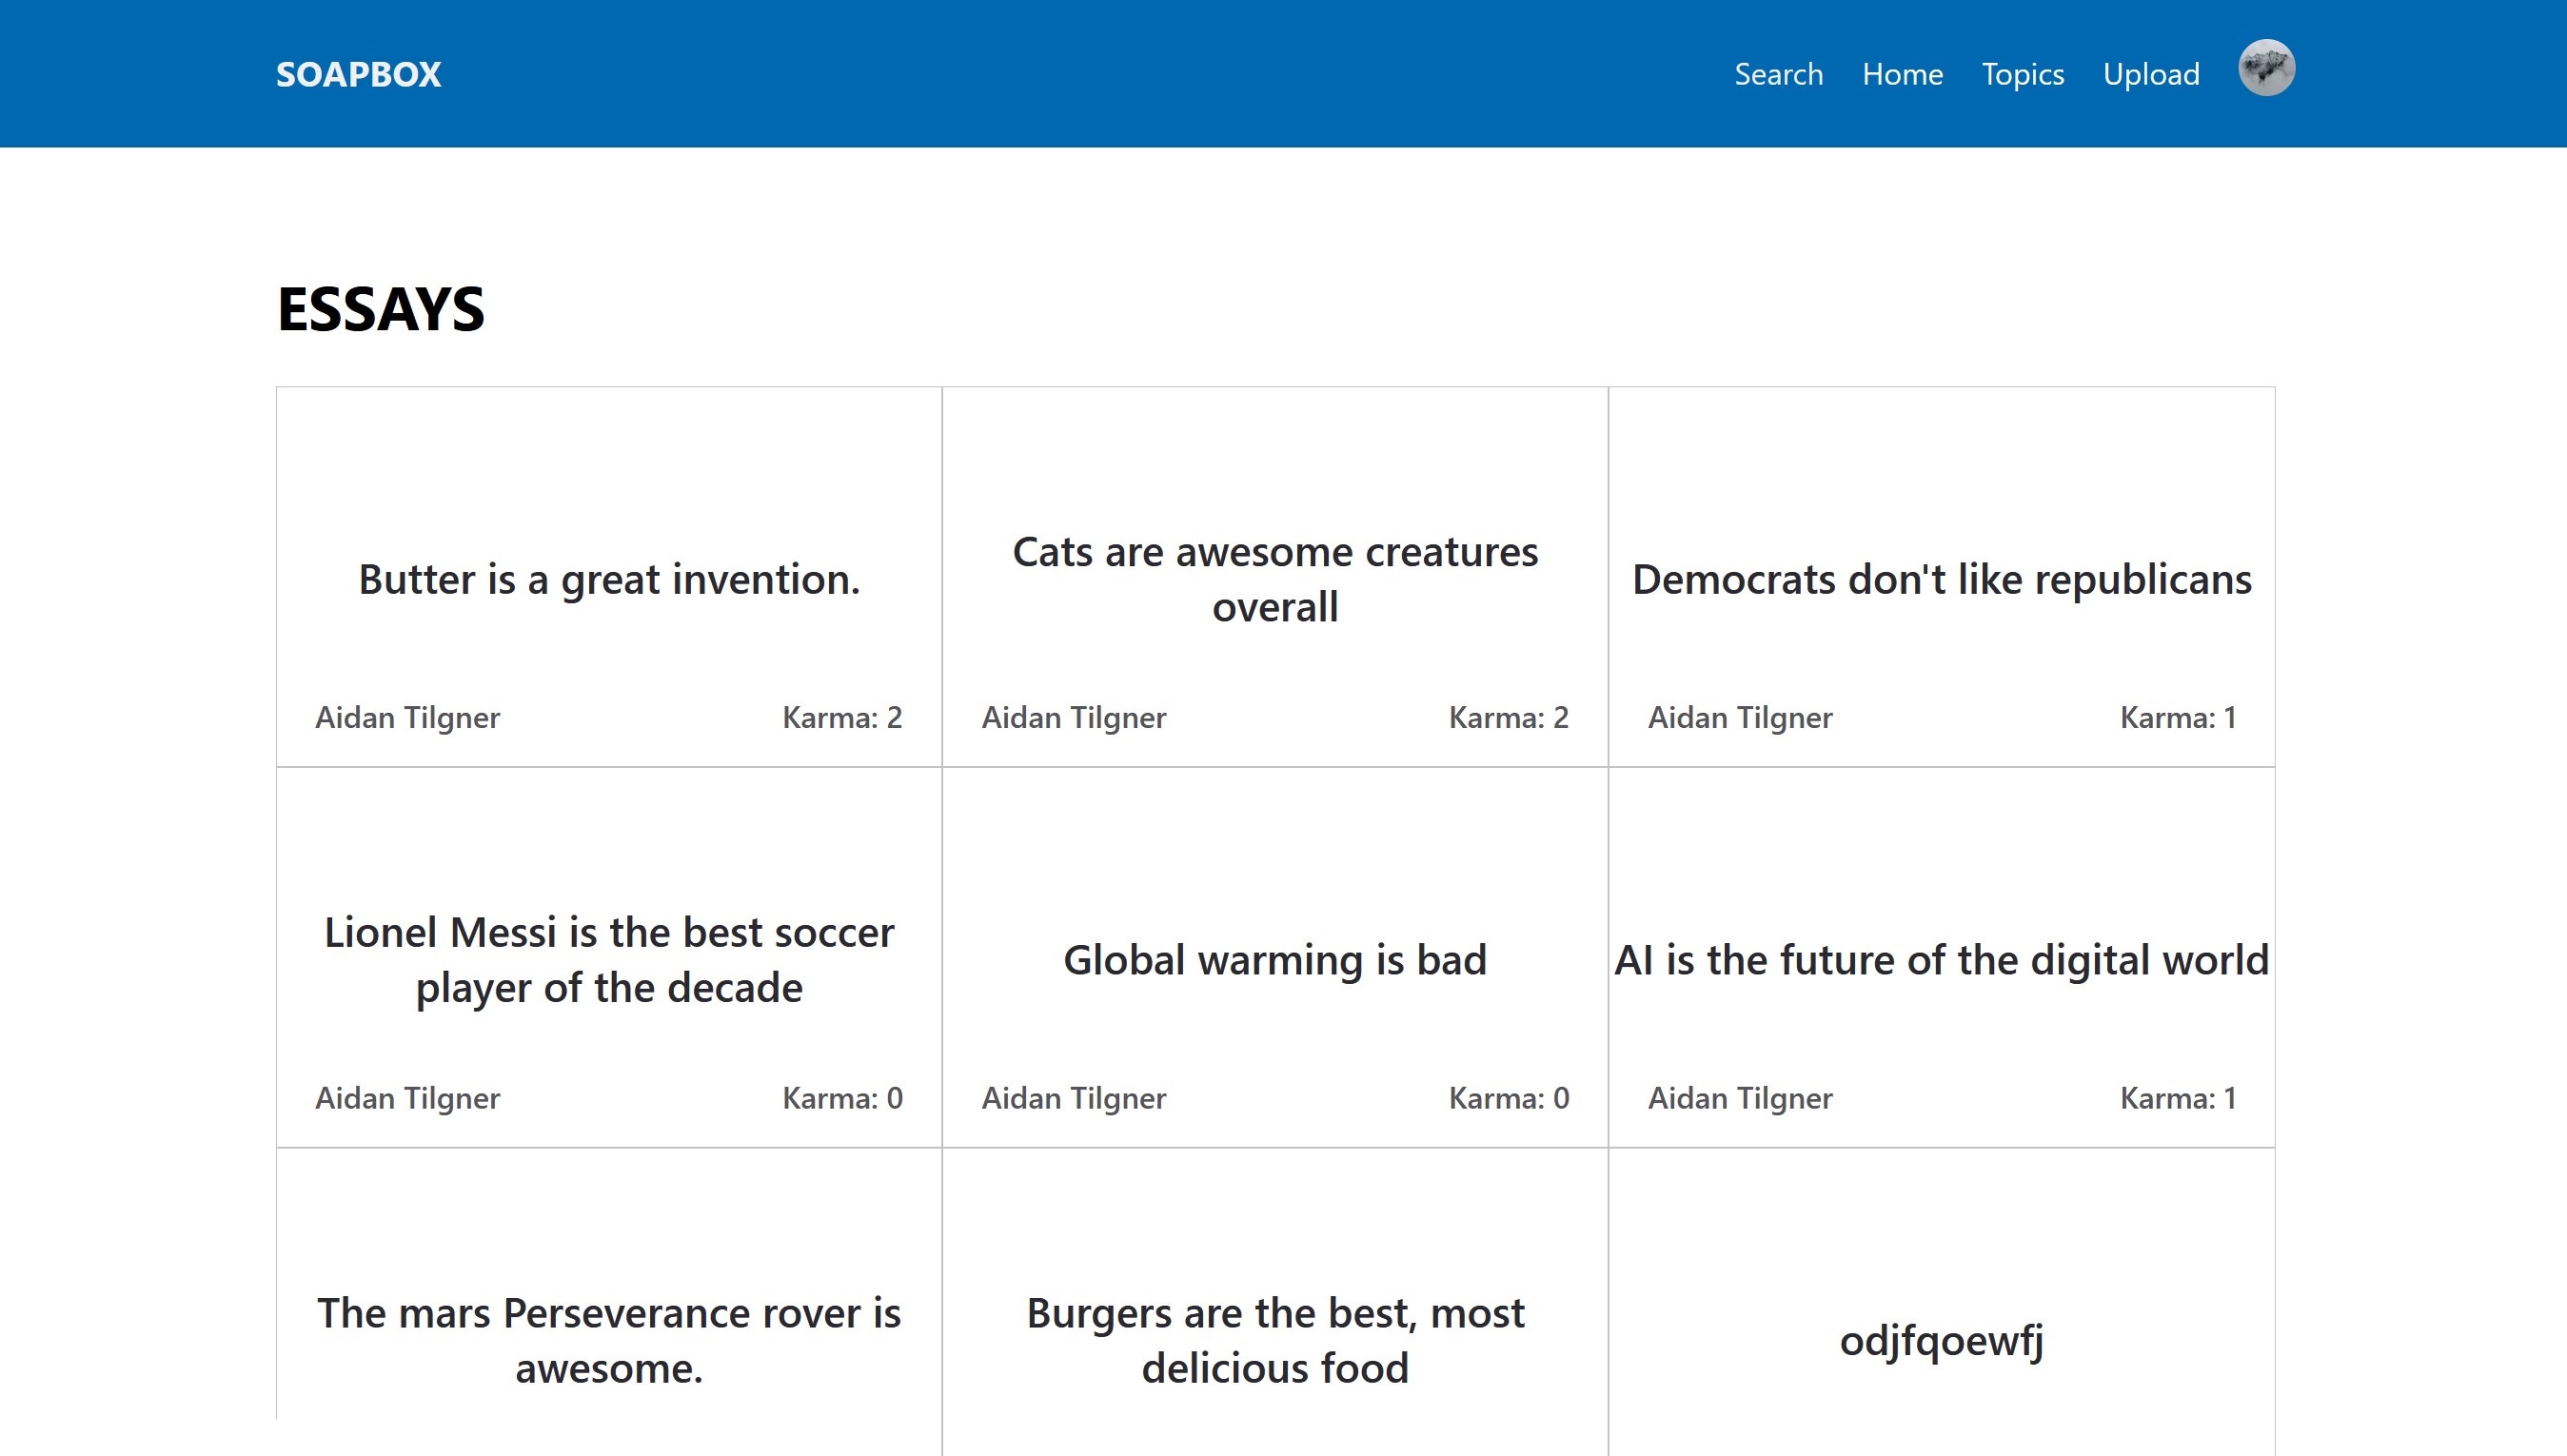 SOAPBOX
Search Home Topics Upload
ESSAYS
Butter is a great invention.
Aidan Tilgner Karma: 2
Cats are awesome creatures
overall
Aidan Tilgner Karma: 2
Democrats don't like republicans
Aidan Tilgner Karma: 1
Lionel Messi is the best soccer
player of the decade
Aidan Tilgner Karma: 0
Global warming is bad
Aidan Tilgner Karma: 0
AI is the future of the digital world
Aidan Tilgner Karma: 1
The mars Perseverance rover is
awesome.
Burgers are the best, most
delicious food
odjfqoewfj